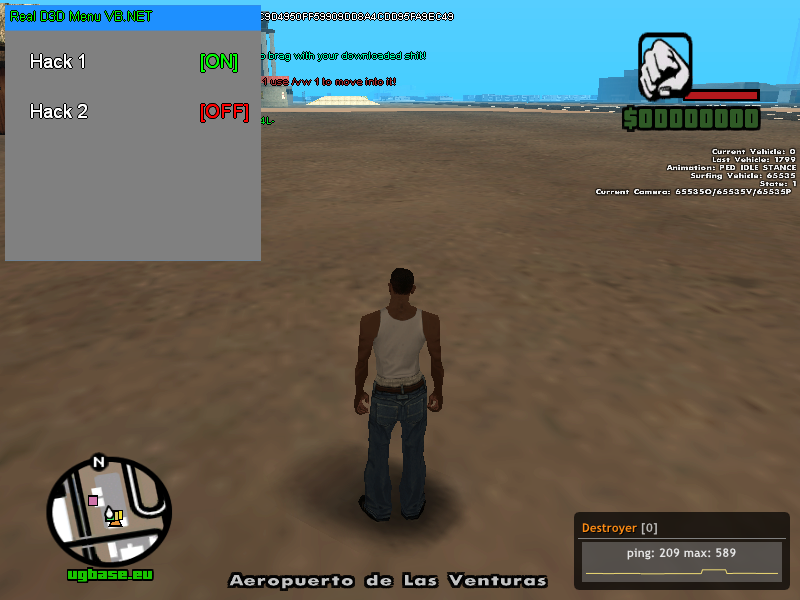 Real D3D Menu VB.NET
Hack 1 [ON]
Hack 2 [OFF]
brag with your downloaded shit!
use /vw 1 to move into it!
$00000000
Current Vehicle: 0
Last Vehicle: 1799
Animation: PED IDLE STANCE
Surfing Vehicle: 65535
State: 1
Current Camera: 65535O/65535V/65535P
N
ugbase.eu
Aeropuerto de Las Venturas
Destroyer [0]
ping: 209 max: 589